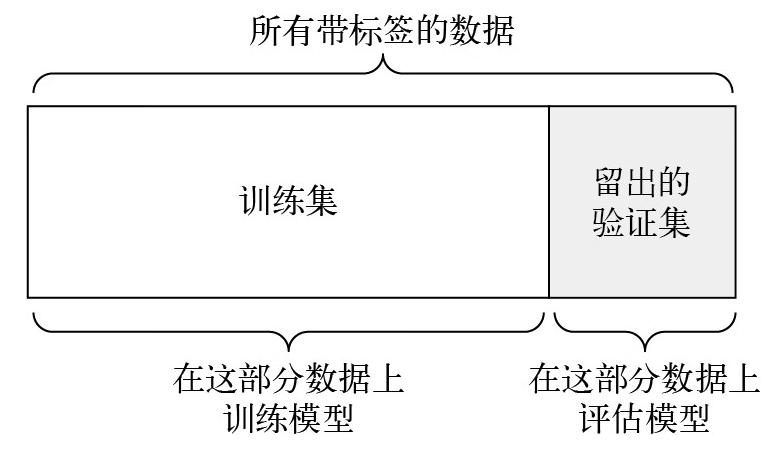 所有带标签的数据
训练集
留出的
验证集
在这部分数据上
训练模型
在这部分数据上
评估模型